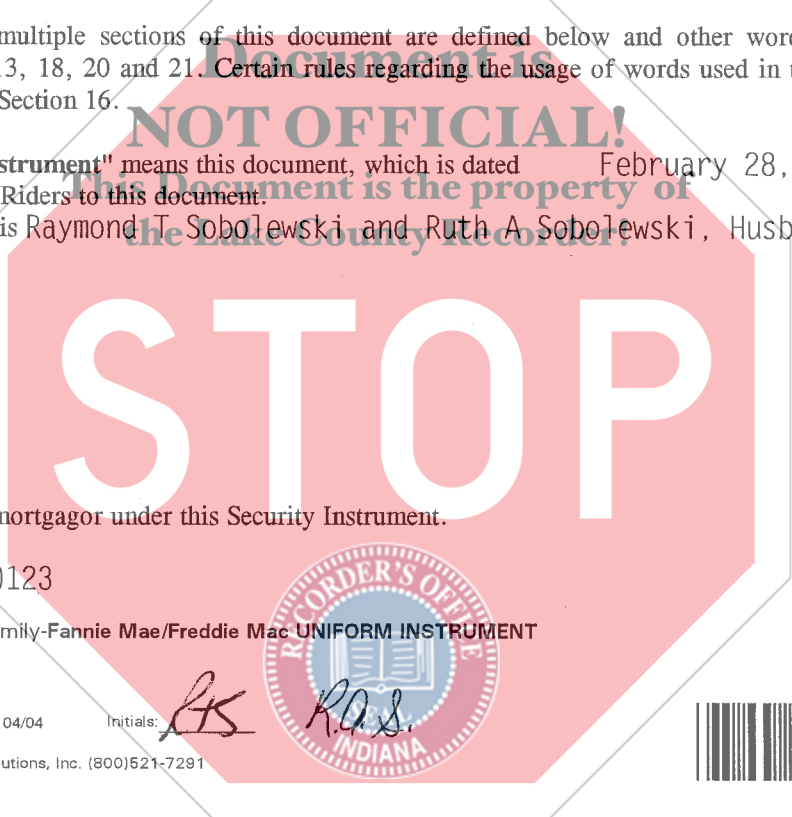 multiple sections of this document are defined below and other wor
13, 18, 20 and 21. Certain rules regarding the usage of words used in
Section 16.
Document is
NOT OFFICIAL!
This Document is the property of
the Lake County Recorder!
strument" means this document, which is dated February 28,
Riders to this document.
is Raymond T Sobolewski and Ruth A Sobolewski, Husb
STOP
mortgagor under this Security Instrument.
0123
mily-Fannie Mae/Freddie Mac UNIFORM INSTRUMENT
RECORDER'S OFFICE
SEAL
INDIANA
04/04 Initials: R.A.S.
utions, Inc. (800)521-7291